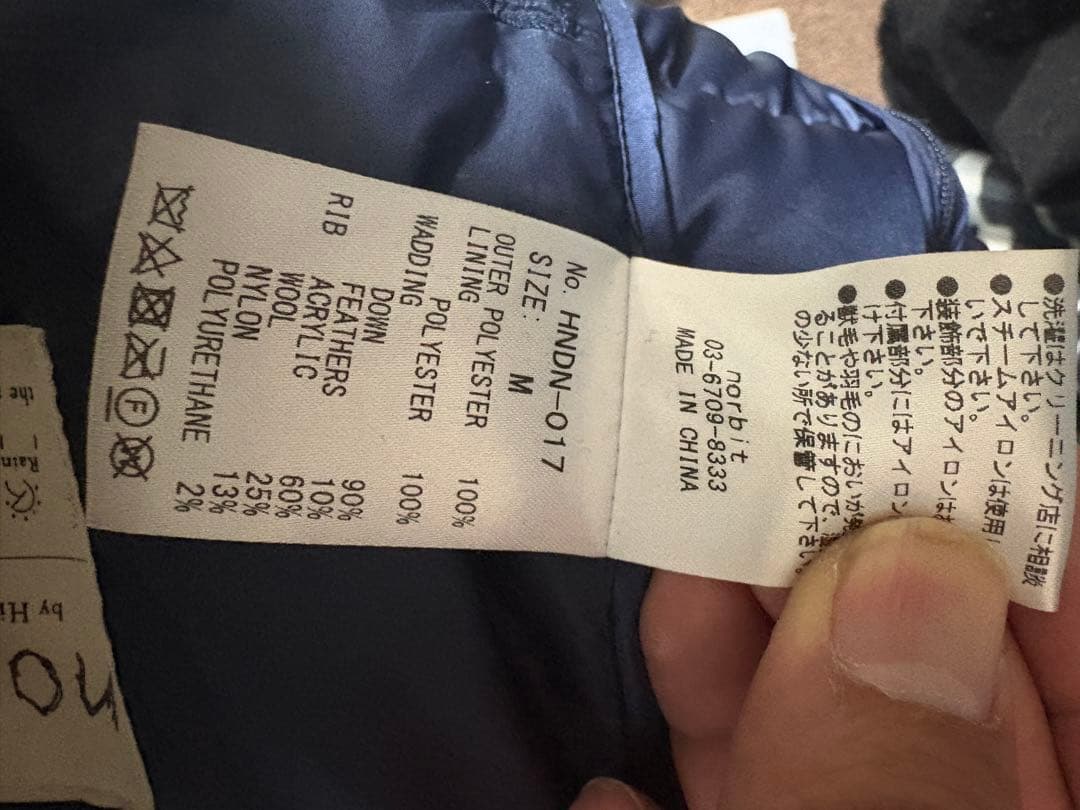 ●洗濯はクリーニング店に相談
して下さい。
●スチームアイロンは使用
いで下さい。
●装飾部分のアイロンは
下さい。
●付属部分にはアイロン
け下さい。
●獣毛や羽毛のにおいが
ることがありますので、
の少ない所で保管して下さい。
norbit
03-6709-8333
MADE IN CHINA
No. HNDN-017
SIZE: M
OUTER POLYESTER 100%
LINING POLYESTER 100%
WADDING DOWN 90%
FEATHERS 10%
RIB ACRYLIC 60%
WOOL 25%
NYLON 13%
POLYURETHANE 2%
F
by Hi
Rain
the